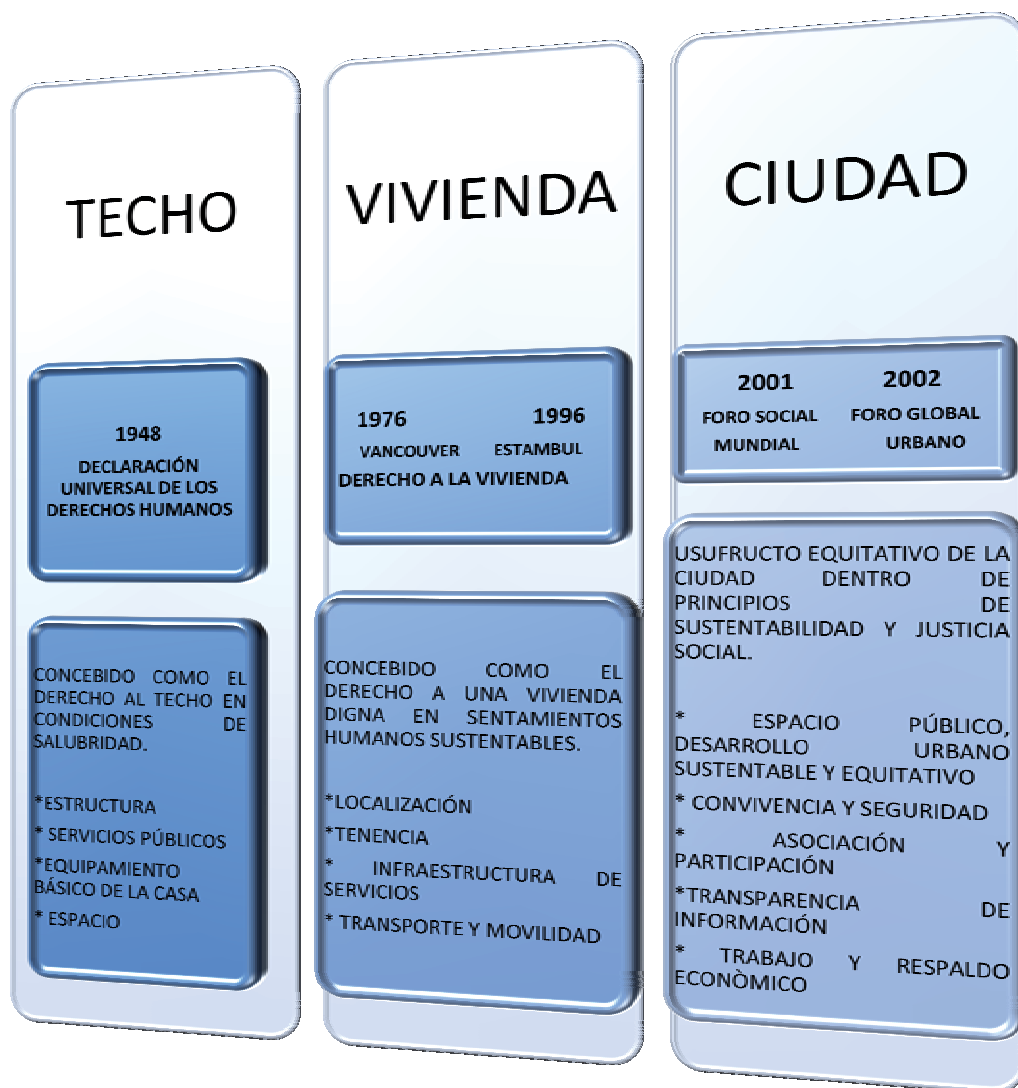 TECHO
1948
DECLARACIÓN
UNIVERSAL DE LOS
DERECHOS HUMANOS
CONCEBIDO COMO EL
DERECHO AL TECHO EN
CONDICIONES DE
SALUBRIDAD.
*ESTRUCTURA
* SERVICIOS PÚBLICOS
*EQUIPAMIENTO
BÁSICO DE LA CASA
* ESPACIO
VIVIENDA
1976 1996
VANCOUVER ESTAMBUL
DERECHO A LA VIVIENDA
CONCEBIDO COMO EL
DERECHO A UNA VIVIENDA
DIGNA EN SENTAMIENTOS
HUMANOS SUSTENTABLES.
*LOCALIZACIÓN
*TENENCIA
* INFRAESTRUCTURA DE
SERVICIOS
* TRANSPORTE Y MOVILIDAD
CIUDAD
2001 2002
FORO SOCIAL FORO GLOBAL
MUNDIAL URBANO
USUFRUCTO EQUITATIVO DE LA
CIUDAD DENTRO DE
PRINCIPIOS DE
SUSTENTABILIDAD Y JUSTICIA
SOCIAL.
* ESPACIO PÚBLICO,
DESARROLLO URBANO
SUSTENTABLE Y EQUITATIVO
* CONVIVENCIA Y SEGURIDAD
* ASOCIACIÓN Y
PARTICIPACIÓN
*TRANSPARENCIA DE
INFORMACIÓN
* TRABAJO Y RESPALDO
ECONÒMICO